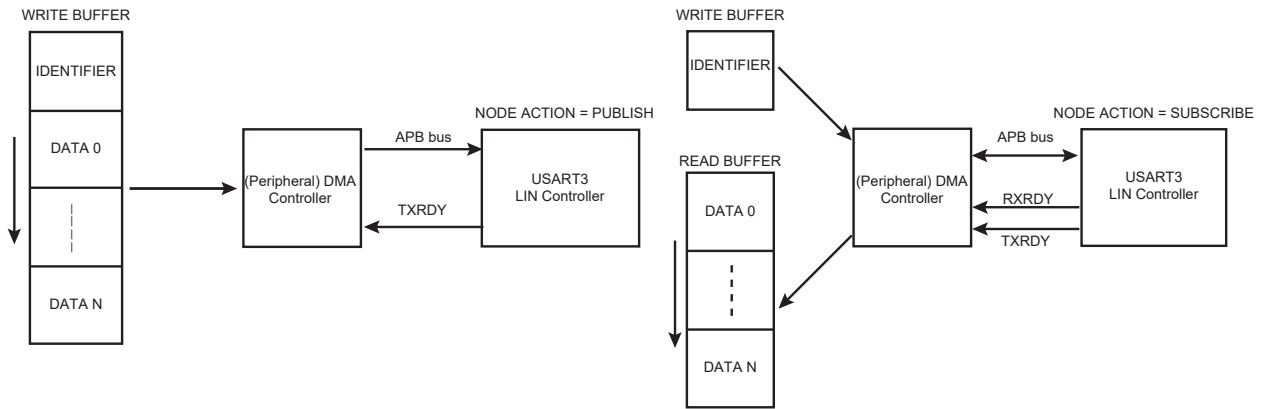 WRITE BUFFER
IDENTIFIER
DATA 0
DATA N
(Peripheral) DMA
Controller
APB bus
TXRDY
NODE ACTION = PUBLISH
USART3
LIN Controller
WRITE BUFFER
IDENTIFIER
READ BUFFER
DATA 0
DATA N
(Peripheral) DMA
Controller
APB bus
RXRDY
TXRDY
NODE ACTION = SUBSCRIBE
USART3
LIN Controller